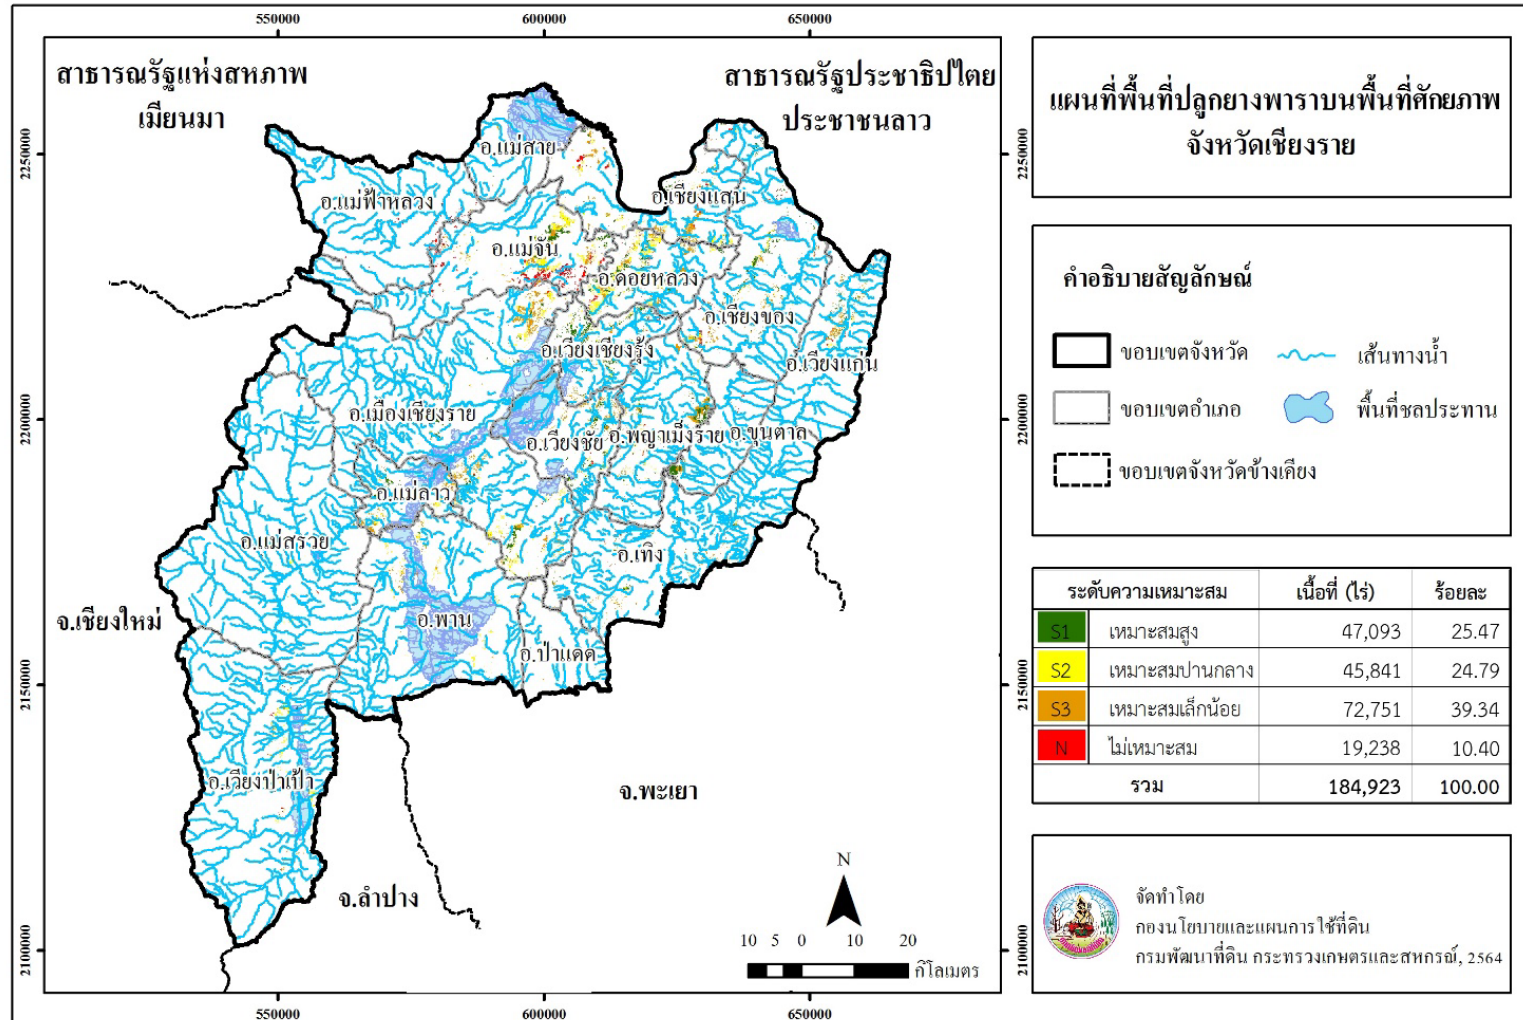 550000 600000 650000
สาธารณรัฐแห่งสหภาพ
เมียนมา
สาธารณรัฐประชาธิปไตย
ประชาชนลาว
2250000 2250000
2200000 2200000
2150000 2150000
2100000 2100000
อ.แม่สาย
อ.แม่ฟ้าหลวง
อ.เชียงแสน
อ.แม่จัน
อ.ดอยหลวง
อ.เชียงของ
อ.เวียงเชียงรุ้ง
อ.เวียงแก่น
อ.เมืองเชียงราย
อ.เวียงชัย
อ.พญาเม็งราย
อ.ขุนตาล
อ.แม่ลาว
อ.แม่สรวย
อ.เทิง
อ.พาน
อ.ป่าแดด
อ.เวียงป่าเป้า
จ.เชียงใหม่
จ.พะเยา
จ.ลำปาง
N
10 5 0 10 20
กิโลเมตร
550000 600000 650000
แผนที่พื้นที่ปลูกยางพาราบนพื้นที่ศักยภาพ
จังหวัดเชียงราย
คำอธิบายสัญลักษณ์
ขอบเขตจังหวัด เส้นทางน้ำ
ขอบเขตอำเภอ พื้นที่ชลประทาน
ขอบเขตจังหวัดข้างเคียง
ระดับความเหมาะสม เนื้อที่ (ไร่) ร้อยละ
S1 เหมาะสมสูง 47,093 25.47
S2 เหมาะสมปานกลาง 45,841 24.79
S3 เหมาะสมเล็กน้อย 72,751 39.34
N ไม่เหมาะสม 19,238 10.40
รวม 184,923 100.00
จัดทำโดย
กองนโยบายและแผนการใช้ที่ดิน
กรมพัฒนาที่ดิน กระทรวงเกษตรและสหกรณ์, 2564